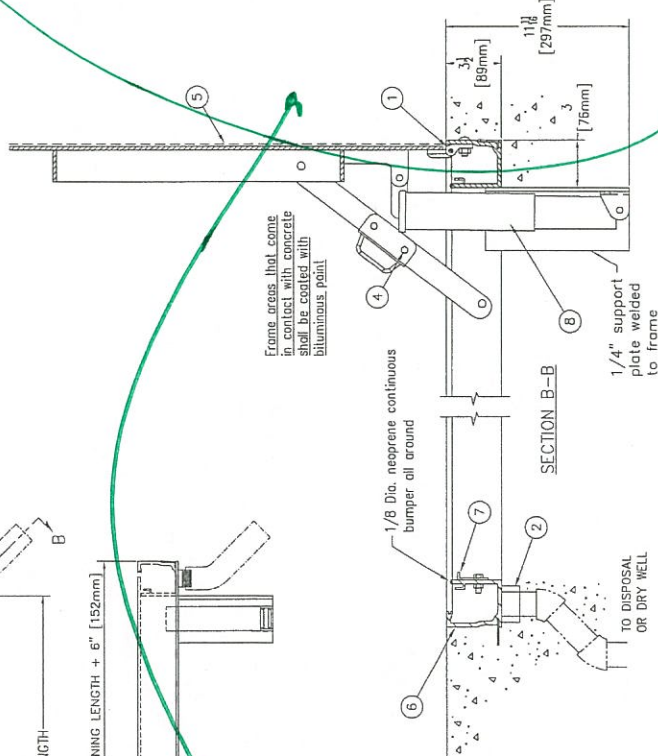 B
NGTH
NING LENGTH + 6" [152mm]
5
1
Frame areas that come
in contact with concrete
shall be coated with
bituminous paint
4
8
1/8 Dia. neoprene continuous
bumper all around
7
2
6
SECTION B-B
1/4" support
plate welded
to frame
TO DISPOSAL
OR DRY WELL
11 11/16
[297mm]
3 1/2
[89mm]
3
[76mm]